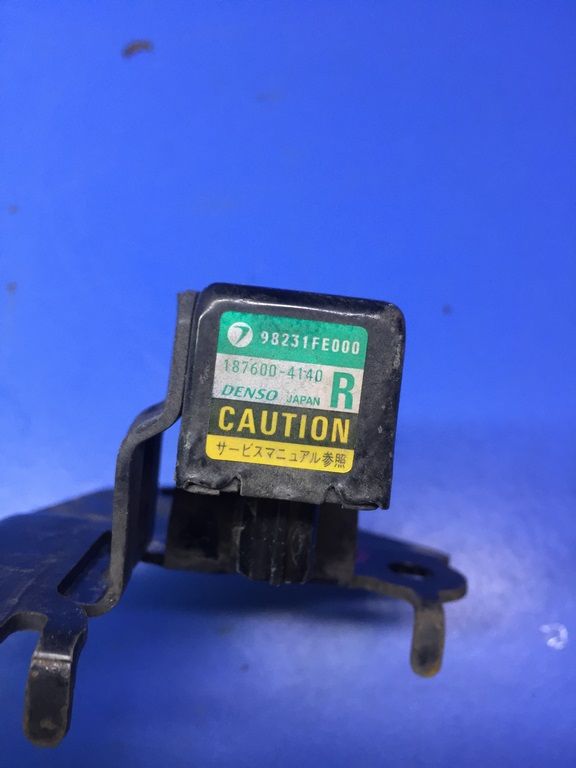 98231FE000
187600-4140
DENSO JAPAN R
CAUTION
サービスマニュアル参照